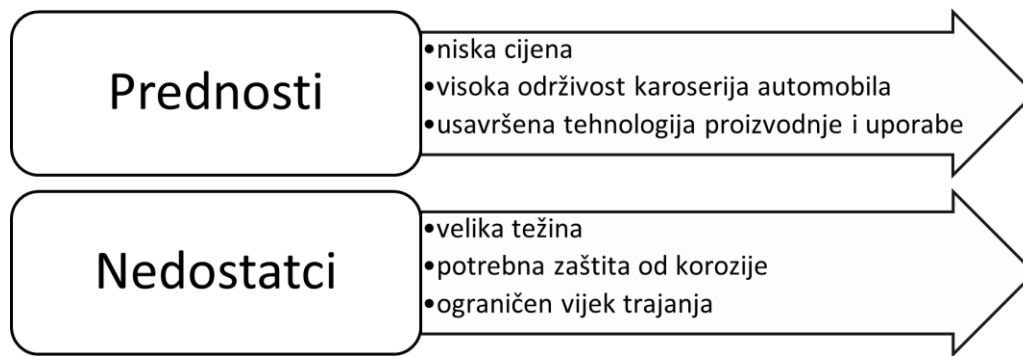 Prednosti
•niska cijena
•visoka održivost karoserija automobila
•usavršena tehnologija proizvodnje i uporabe
Nedostatci
•velika težina
•potrebna zaštita od korozije
•ograničen vijek trajanja